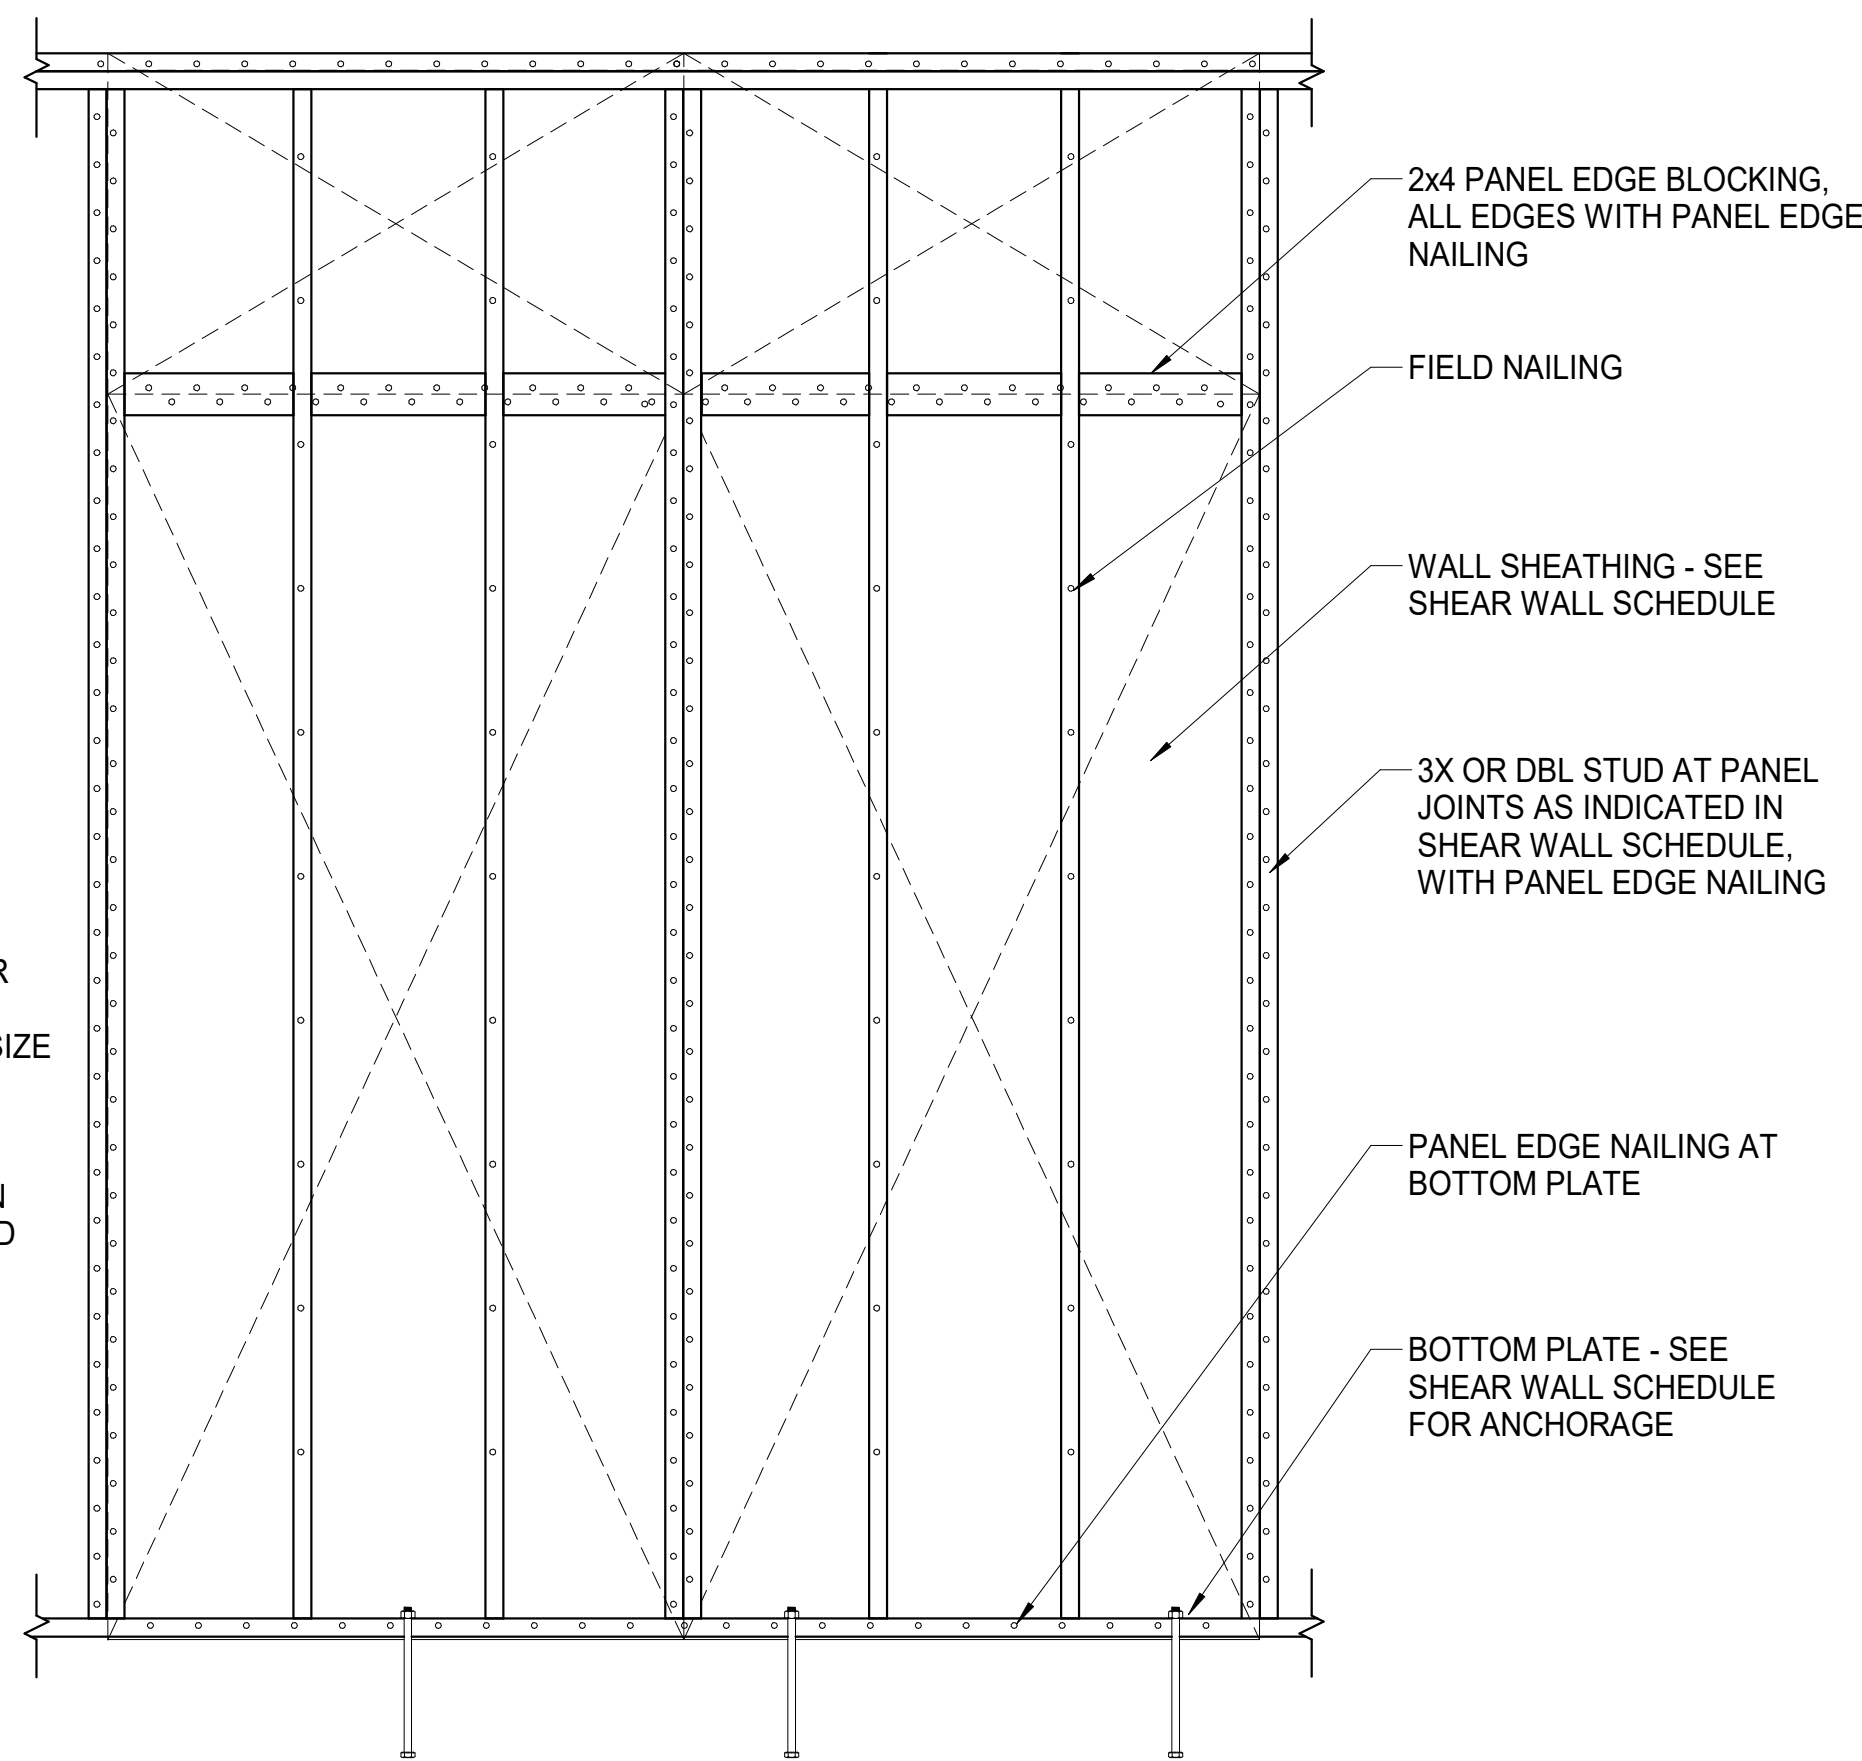 2x4 PANEL EDGE BLOCKING,
ALL EDGES WITH PANEL EDGE
NAILING
FIELD NAILING
WALL SHEATHING - SEE
SHEAR WALL SCHEDULE
3X OR DBL STUD AT PANEL
JOINTS AS INDICATED IN
SHEAR WALL SCHEDULE,
WITH PANEL EDGE NAILING
PANEL EDGE NAILING AT
BOTTOM PLATE
BOTTOM PLATE - SEE
SHEAR WALL SCHEDULE
FOR ANCHORAGE
SIZE